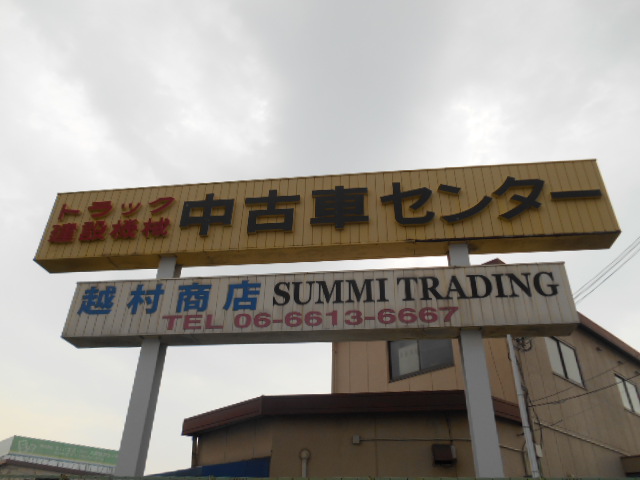 トラック
建設機械
中古車センター
越村商店 SUMMI TRADING
TEL 06-6613-6667